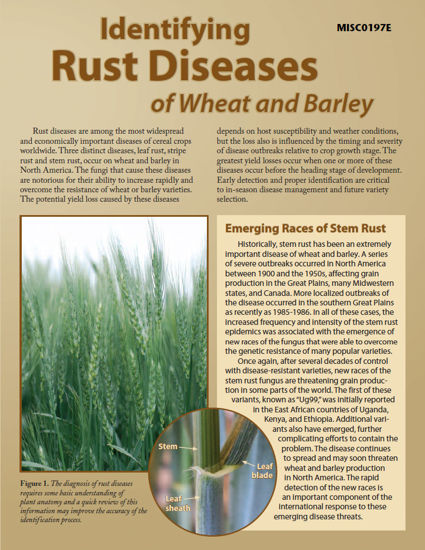 Identifying
MISC0197E
Rust Diseases
of Wheat and Barley
Rust diseases are among the most widespread
and economically important diseases of cereal crops
worldwide. Three distinct diseases, leaf rust, stripe
rust and stem rust, occur on wheat and barley in
North America. The fungi that cause these diseases
are notorious for their ability to increase rapidly and
overcome the resistance of wheat or barley varieties.
The potential yield loss caused by these diseases
depends on host susceptibility and weather conditions,
but the loss also is influenced by the timing and severity
of disease outbreaks relative to crop growth stage. The
greatest yield losses occur when one or more of these
diseases occur before the heading stage of development.
Early detection and proper identification are critical
to in-season disease management and future variety
selection.
Emerging Races of Stem Rust
Historically, stem rust has been an extremely
important disease of wheat and barley. A series
of severe outbreaks occurred in North America
between 1900 and the 1950s, affecting grain
production in the Great Plains, many Midwestern
states, and Canada. More localized outbreaks of
the disease occurred in the southern Great Plains
as recently as 1985-1986. In all of these cases, the
increased frequency and intensity of the stem rust
epidemics was associated with the emergence of
new races of the fungus that were able to overcome
the genetic resistance of many popular varieties.
Once again, after several decades of control
with disease-resistant varieties, new races of the
stem rust fungus are threatening grain produc-
tion in some parts of the world. The first of these
variants, known as "Ug99," was initially reported
in the East African countries of Uganda,
Kenya, and Ethiopia. Additional vari-
ants also have emerged, further
complicating efforts to contain the
problem. The disease continues
to spread and may soon threaten
wheat and barley production
in North America. The rapid
detection of the new races is
an important component of the
international response to these
emerging disease threats.
Stem
Leaf
blade
Leaf
sheath
Figure 1. The diagnosis of rust diseases
requires some basic understanding of
plant anatomy and a quick review of this
information may improve the accuracy of the
identification process.